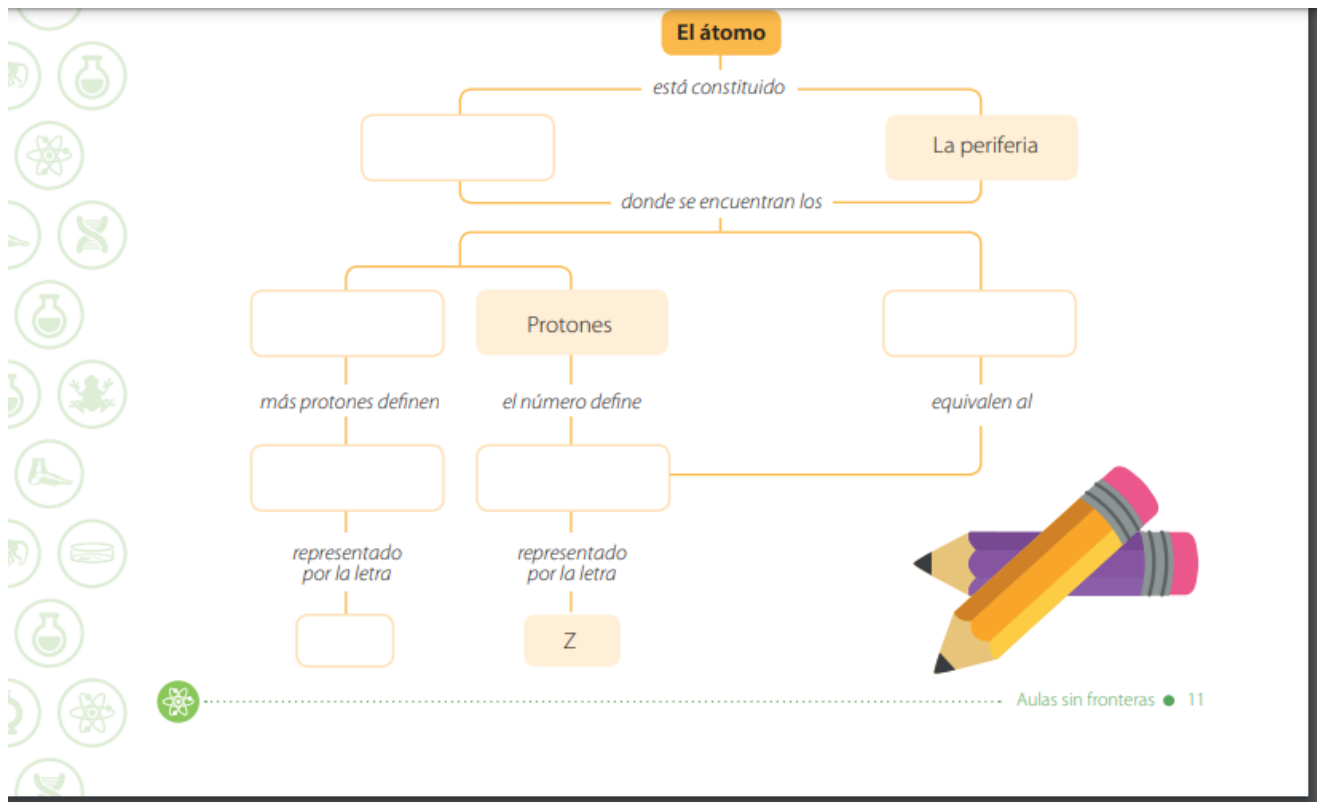 El átomo
está constituido
La periferia
donde se encuentran los
Protones
más protones definen
el número define
equivalen al
representado
por la letra
representado
por la letra
Z
Aulas sin fronteras ● 11